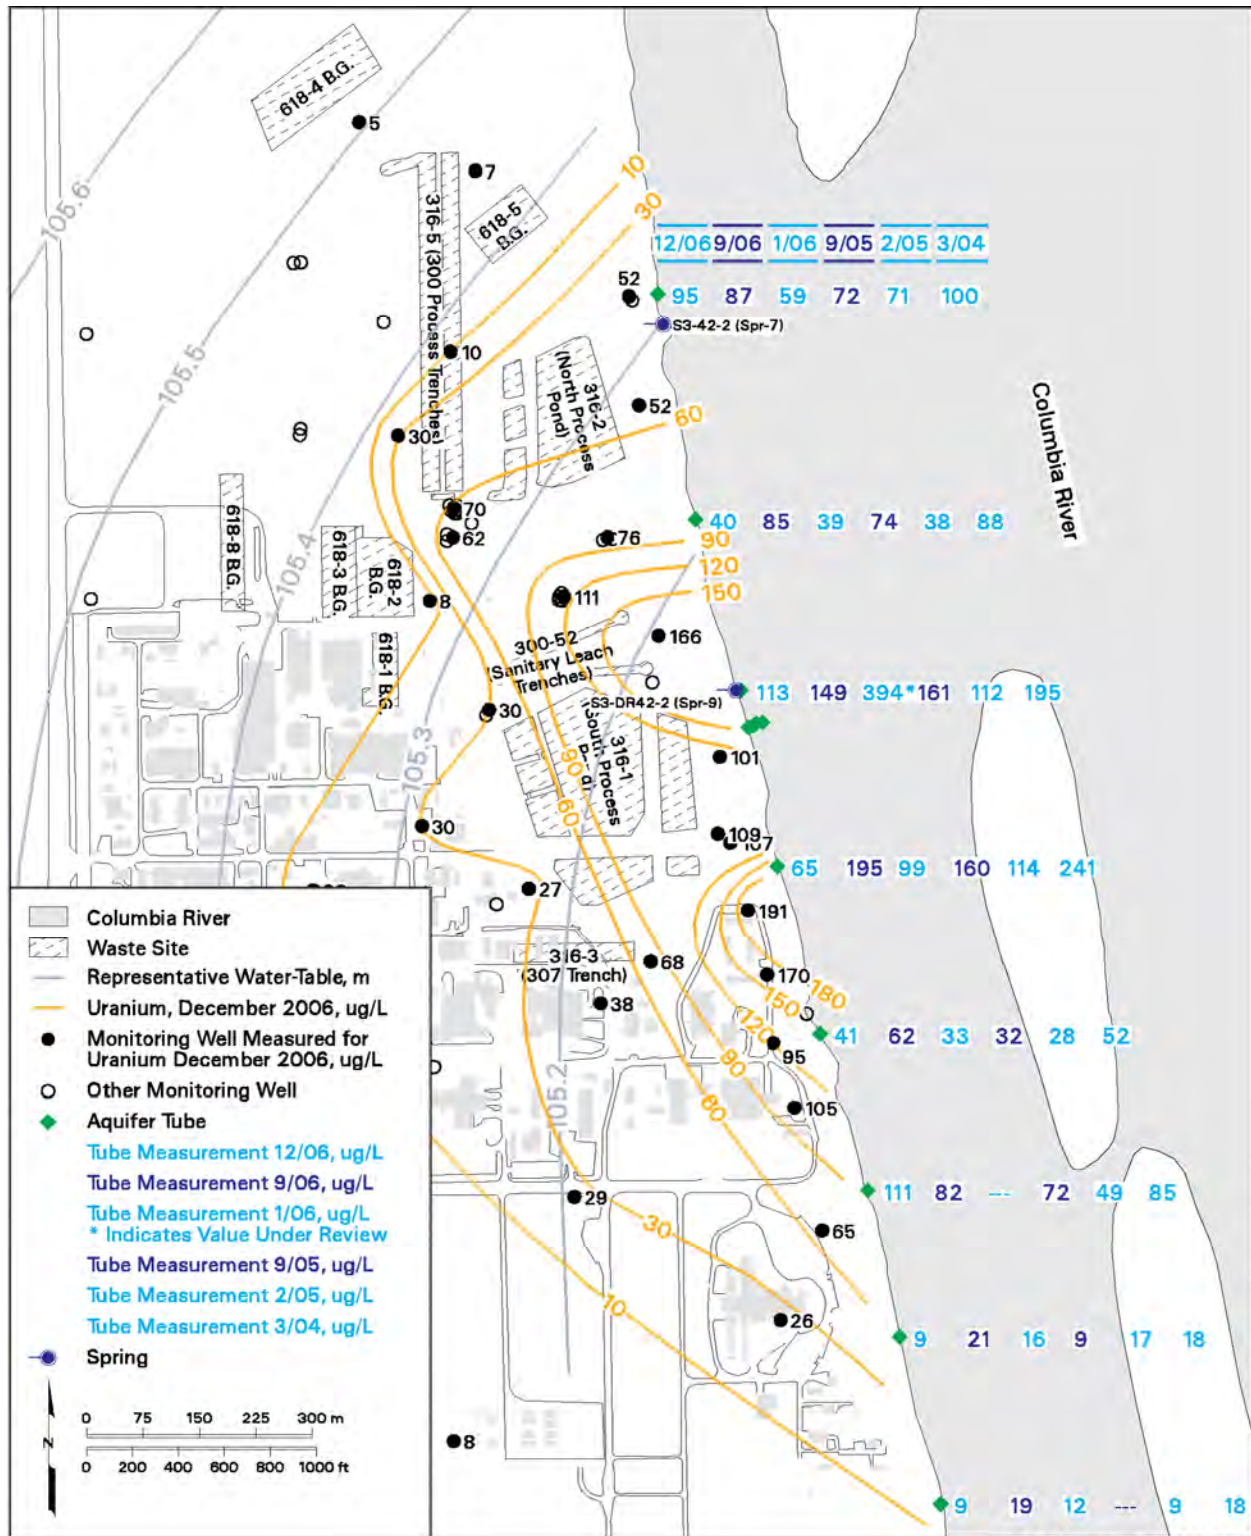 618-4 B.G.
5
7
105.6
10
30
316-5 (300 Process Trenches)
618-5
B.G.
12/06 9/06 1/06 9/05 2/05 3/04
52
95 87 59 72 71 100
S3-42-2 (Spr-7)
10
105.5
316-2
(North Process
Pond)
52
60
30
Columbia River
70
62
76
40 85 39 74 38 88
90
120
150
618-8 B.G.
105.4
618-3 B.G.
618-2
B.G.
8
111
166
300-52
(Sanitary Leach
Trenches)
618-1 B.G.
30
S3-DR42-2 (Spr-9)
113 149 394* 161 112 195
105.3
316-1
(South Process
Pond)
90
60
101
30
109
107
65 195 99 160 114 241
27
191
316-3
(307 Trench)
68
170
180
150
120
38
41 62 33 32 28 52
95
90
105.2
60
105
111 82 --- 72 49 85
29
30
65
10
26
9 21 16 9 17 18
8
9 19 12 --- 9 18
Columbia River
Waste Site
Representative Water-Table, m
Uranium, December 2006, ug/L
Monitoring Well Measured for
Uranium December 2006, ug/L
Other Monitoring Well
Aquifer Tube
Tube Measurement 12/06, ug/L
Tube Measurement 9/06, ug/L
Tube Measurement 1/06, ug/L
* Indicates Value Under Review
Tube Measurement 9/05, ug/L
Tube Measurement 2/05, ug/L
Tube Measurement 3/04, ug/L
Spring
N
0 75 150 225 300 m
0 200 400 600 800 1000 ft